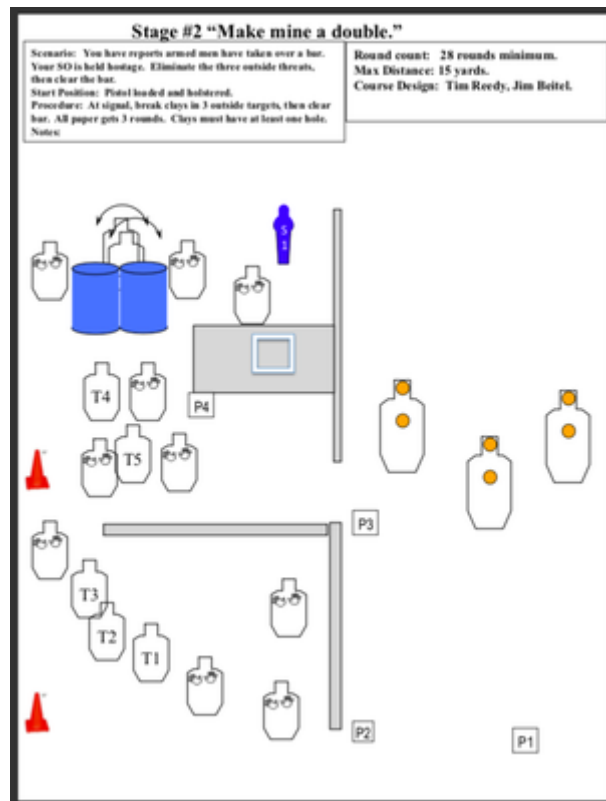 Stage #2 “Make mine a double.”
Scenario: You have reports armed men have taken over a bar.
Your SO is held hostage. Eliminate the three outside threats,
then clear the bar.
Start Position: Pistol loaded and holstered.
Procedure: At signal, break clays in 3 outside targets, then clear
bar. All paper gets 3 rounds. Clays must have at least one hole.
Notes:
Round count: 28 rounds minimum.
Max Distance: 15 yards.
Course Design: Tim Reedy, Jim Beitel.
S
T4
P4
T5
P3
T3
T2
T1
P2
P1